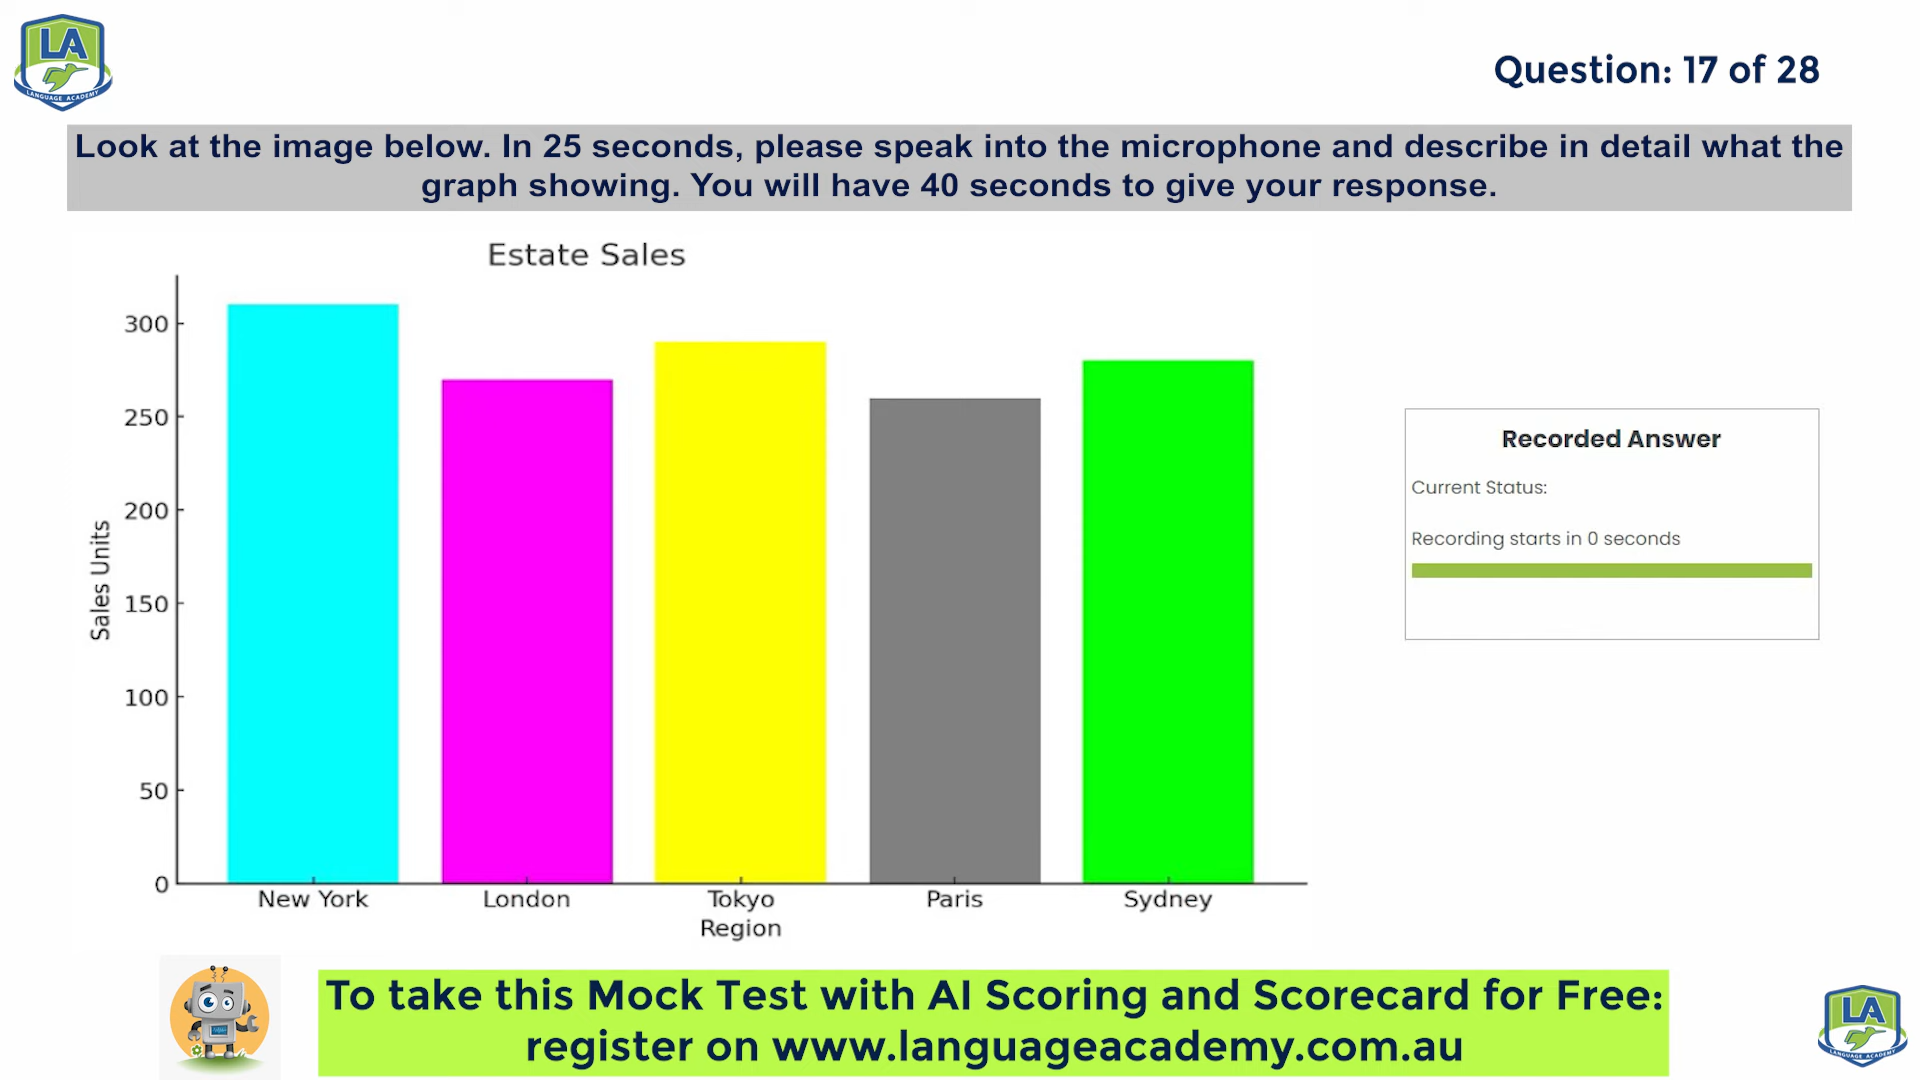 LA
LANGUAGE ACADEMY
Question: 17 of 28
Look at the image below. In 25 seconds, please speak into the microphone and describe in detail what the
graph showing. You will have 40 seconds to give your response.
Estate Sales
Sales Units
300
250
200
150
100
50
0
New York
London
Tokyo
Paris
Sydney
Region
Recorded Answer
Current Status:
Recording starts in 0 seconds
To take this Mock Test with AI Scoring and Scorecard for Free:
register on www.languageacademy.com.au
LA
LANGUAGE ACADEMY